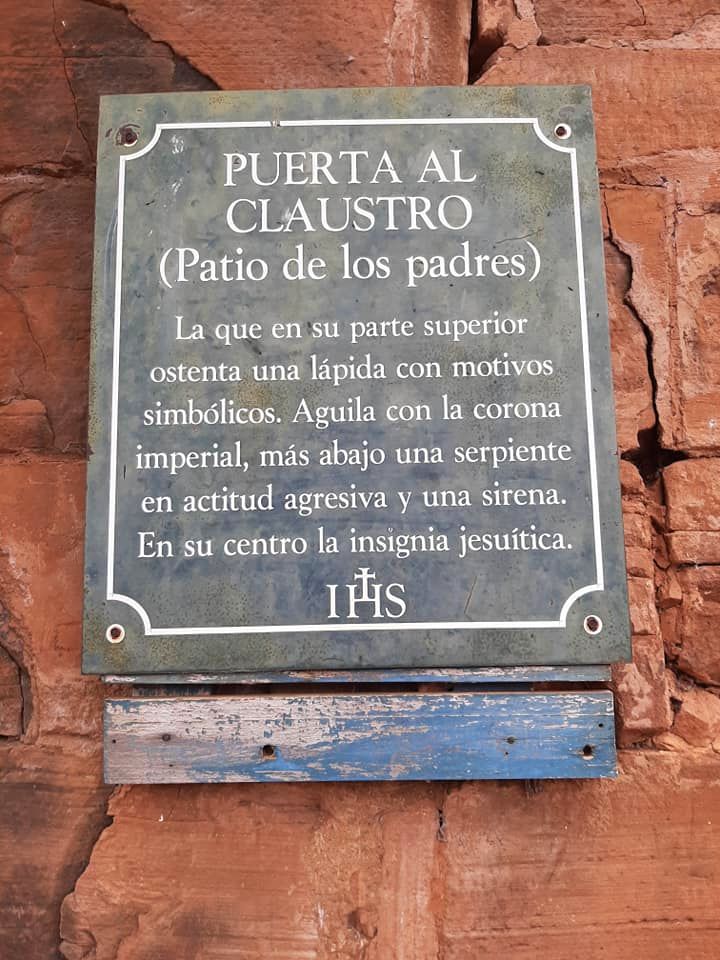 PUERTA AL
CLAUSTRO
(Patio de los padres)
La que en su parte superior
ostenta una lápida con motivos
simbólicos. Aguila con la corona
imperial, más abajo una serpiente
en actitud agresiva y una sirena.
En su centro la insignia jesuítica.
IHS